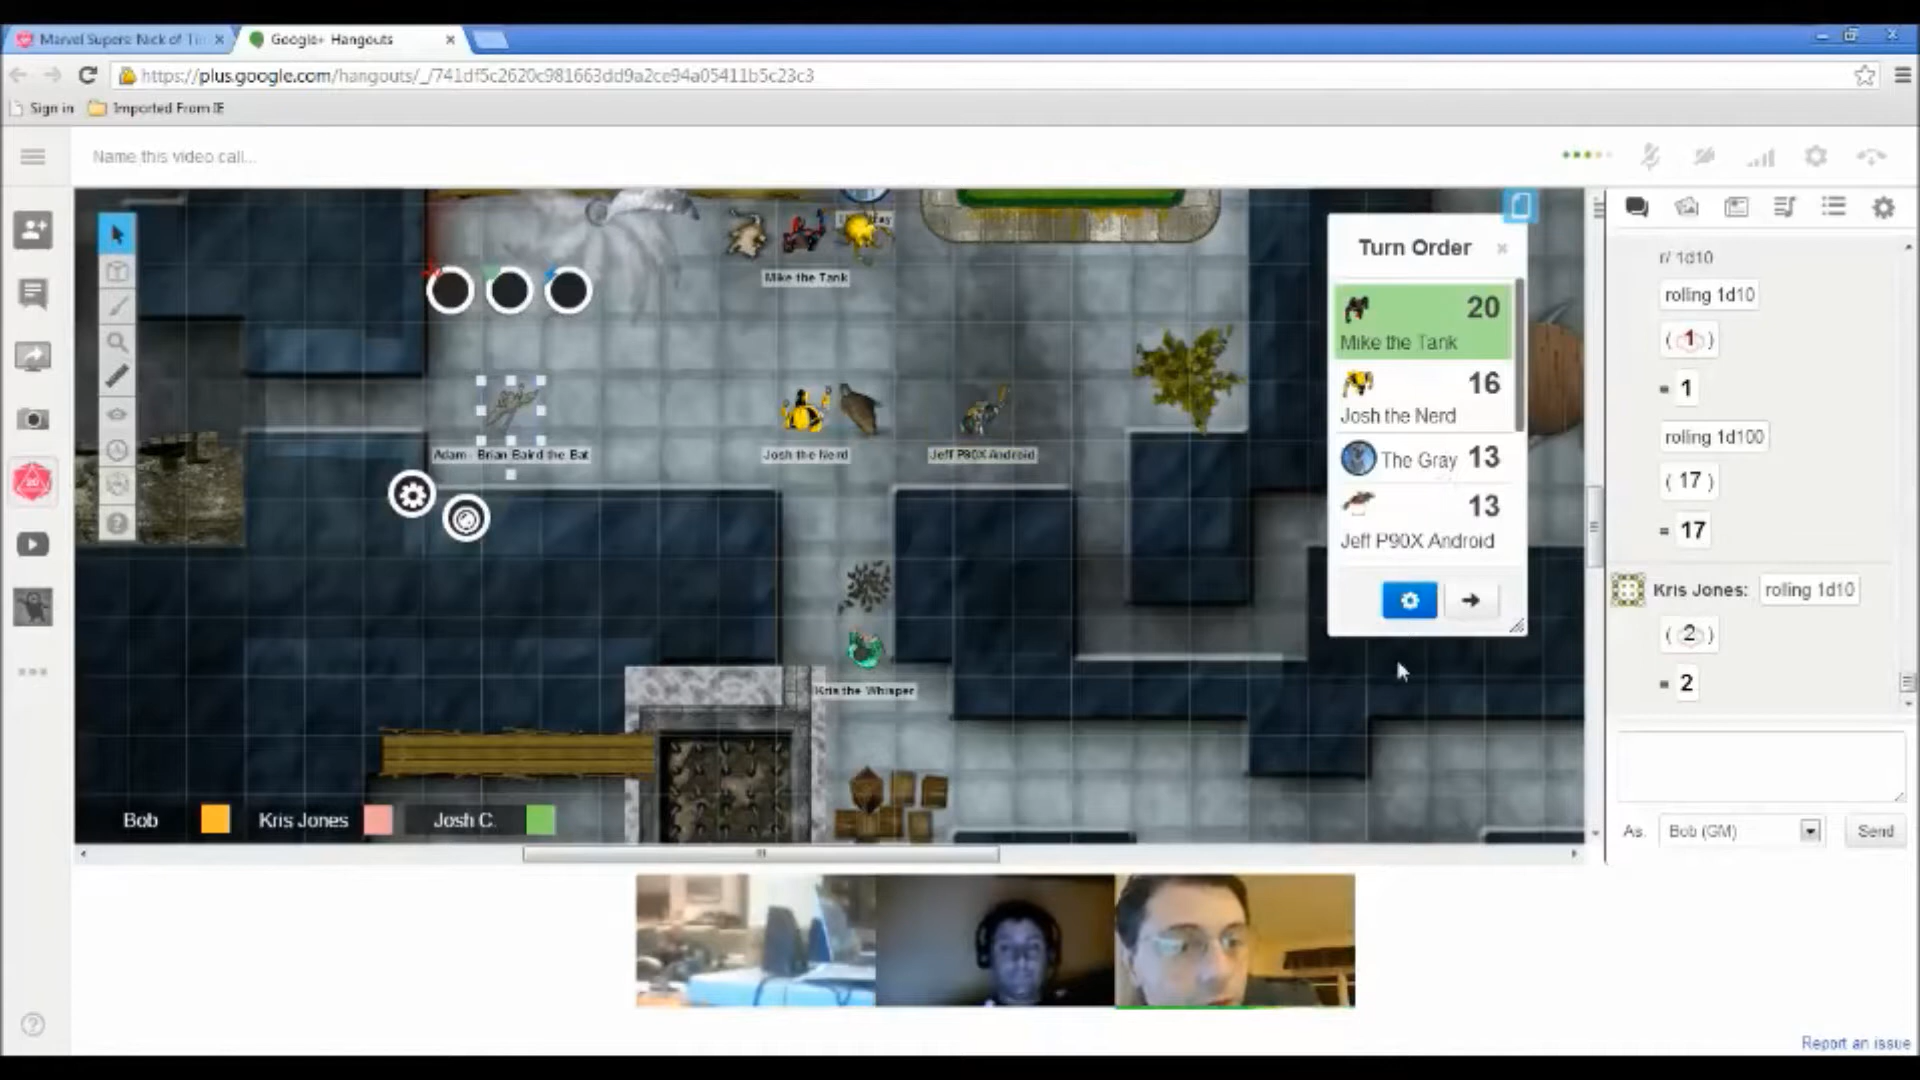 Marvel Supers: Nick of Ti
Google+ Hangouts
https://plus.google.com/hangouts/_/741df5c2620c981663dd9a2ce94a05411b5c23c3
Sign in
Imported From IE
Name this video call...
Mike the Tank
Adam - Brian Baird the Bat
Josh the Nerd
Jeff P90X Android
Kris the Whisper
Bob
Kris Jones
Josh C.
Turn Order
20
Mike the Tank
16
Josh the Nerd
The Gray 13
13
Jeff P90X Android
r/ 1d10
rolling 1d10
( 1 )
= 1
rolling 1d100
( 17 )
= 17
Kris Jones: rolling 1d10
( 2 )
= 2
As: Bob (GM) Send
Report an issue